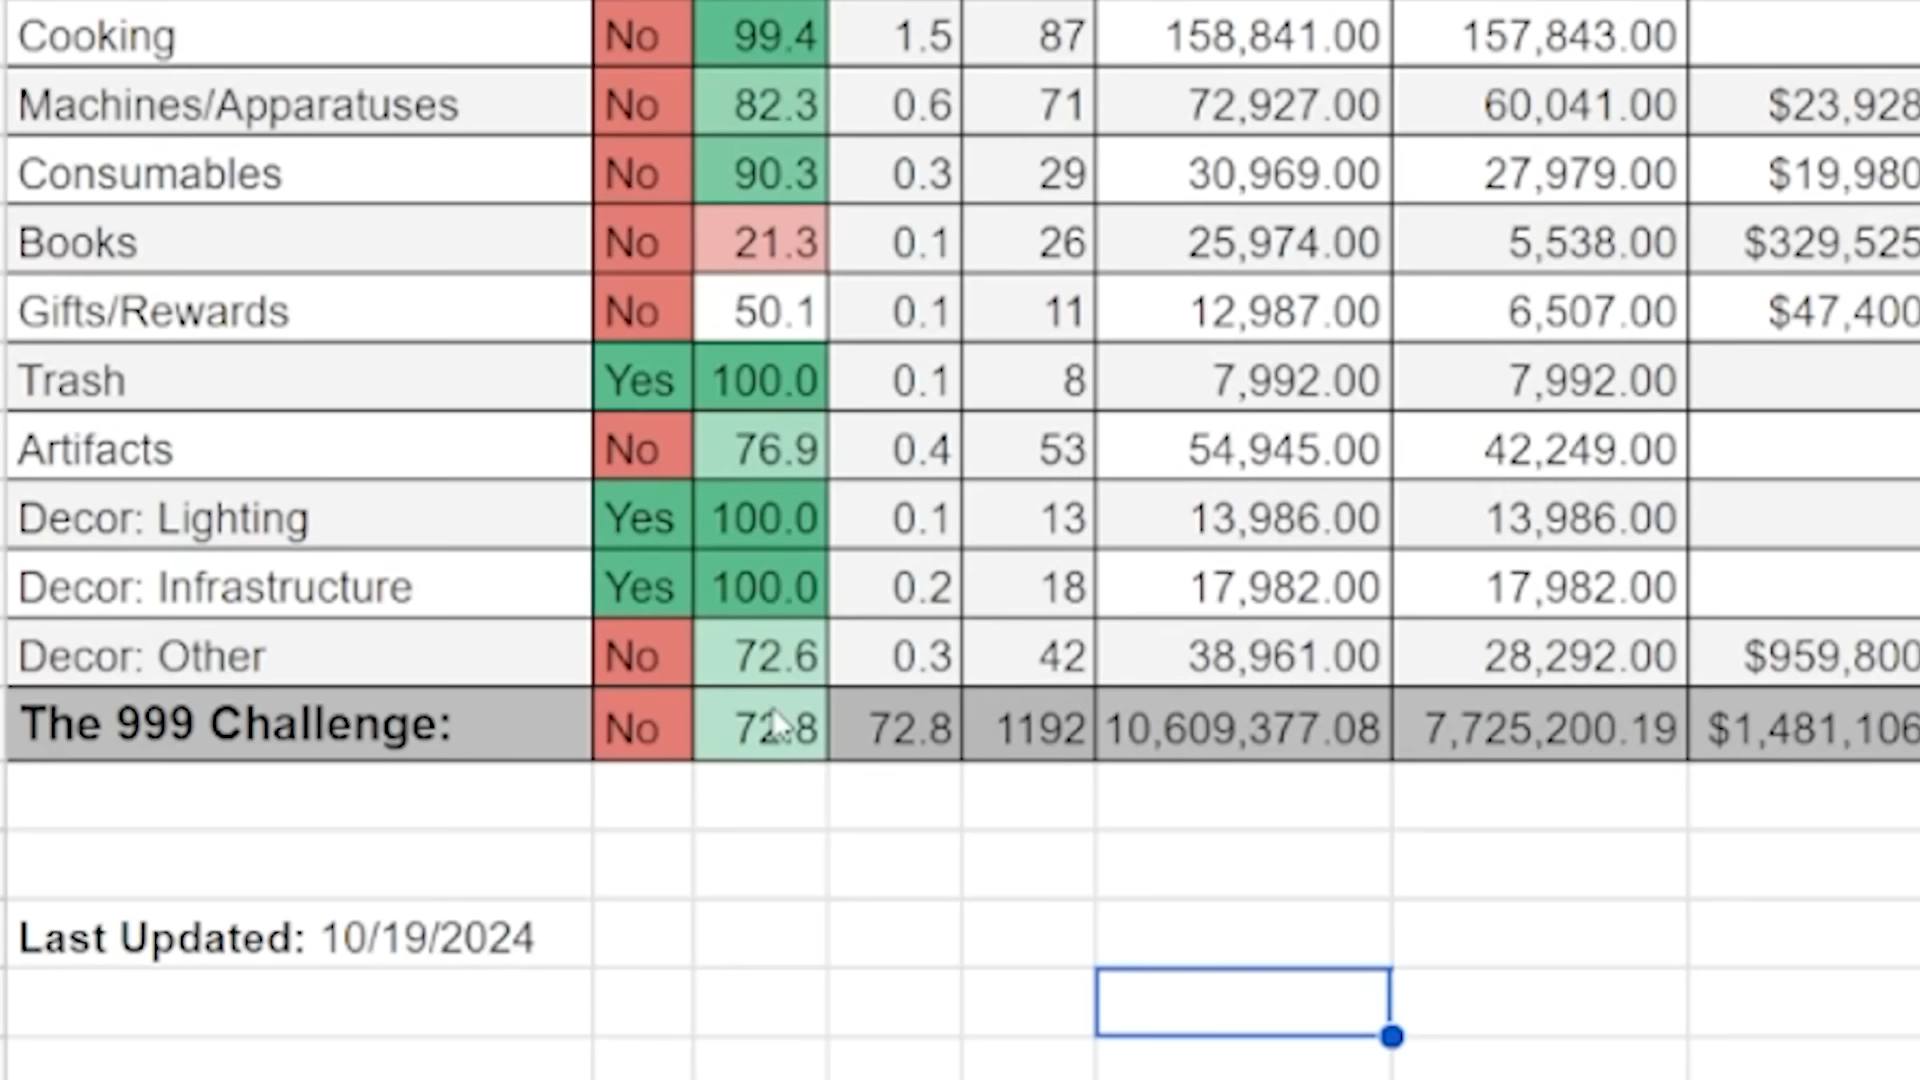 Cooking No 99.4 1.5 87 158,841.00 157,843.00
Machines/Apparatuses No 82.3 0.6 71 72,927.00 60,041.00 $23,928
Consumables No 90.3 0.3 29 30,969.00 27,979.00 $19,980
Books No 21.3 0.1 26 25,974.00 5,538.00 $329,525
Gifts/Rewards No 50.1 0.1 11 12,987.00 6,507.00 $47,400
Trash Yes 100.0 0.1 8 7,992.00 7,992.00
Artifacts No 76.9 0.4 53 54,945.00 42,249.00
Decor: Lighting Yes 100.0 0.1 13 13,986.00 13,986.00
Decor: Infrastructure Yes 100.0 0.2 18 17,982.00 17,982.00
Decor: Other No 72.6 0.3 42 38,961.00 28,292.00 $959,800
The 999 Challenge: No 72.8 72.8 1192 10,609,377.08 7,725,200.19 $1,481,106
Last Updated: 10/19/2024